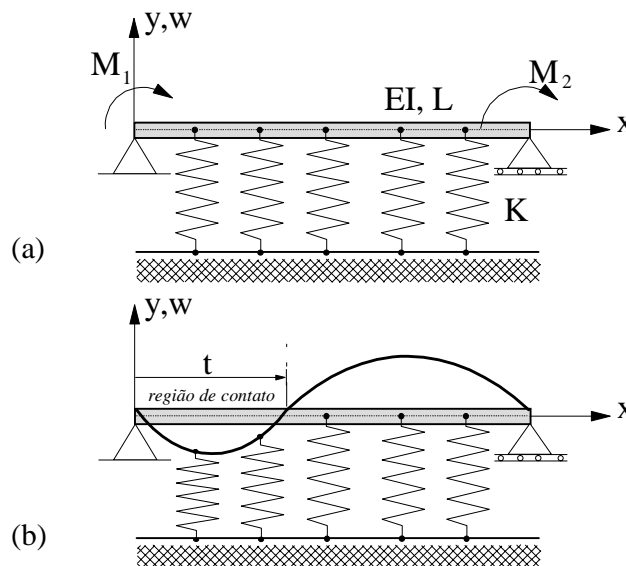 y,w
M1
M2
EI, L
x
K
(a)
y,w
t
região de contato
x
(b)